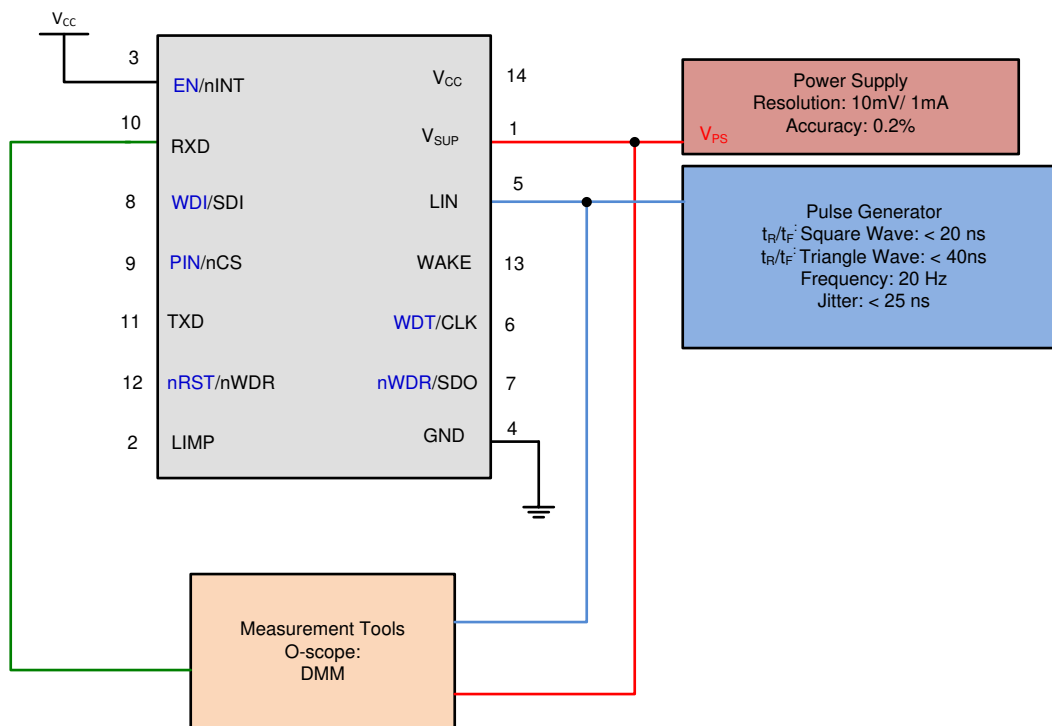 VCC
3
EN/nINT
VCC
14
10
RXD
VSUP
1
8
WDI/SDI
LIN
5
9
PIN/nCS
WAKE
13
11
TXD
WDT/CLK
6
12
nRST/nWDR
nWDR/SDO
7
2
LIMP
GND
4
Power Supply
Resolution: 10mV/ 1mA
Accuracy: 0.2%
VPS
Pulse Generator
tR/tF: Square Wave: < 20 ns
tR/tF: Triangle Wave: < 40ns
Frequency: 20 Hz
Jitter: < 25 ns
Measurement Tools
O-scope:
DMM